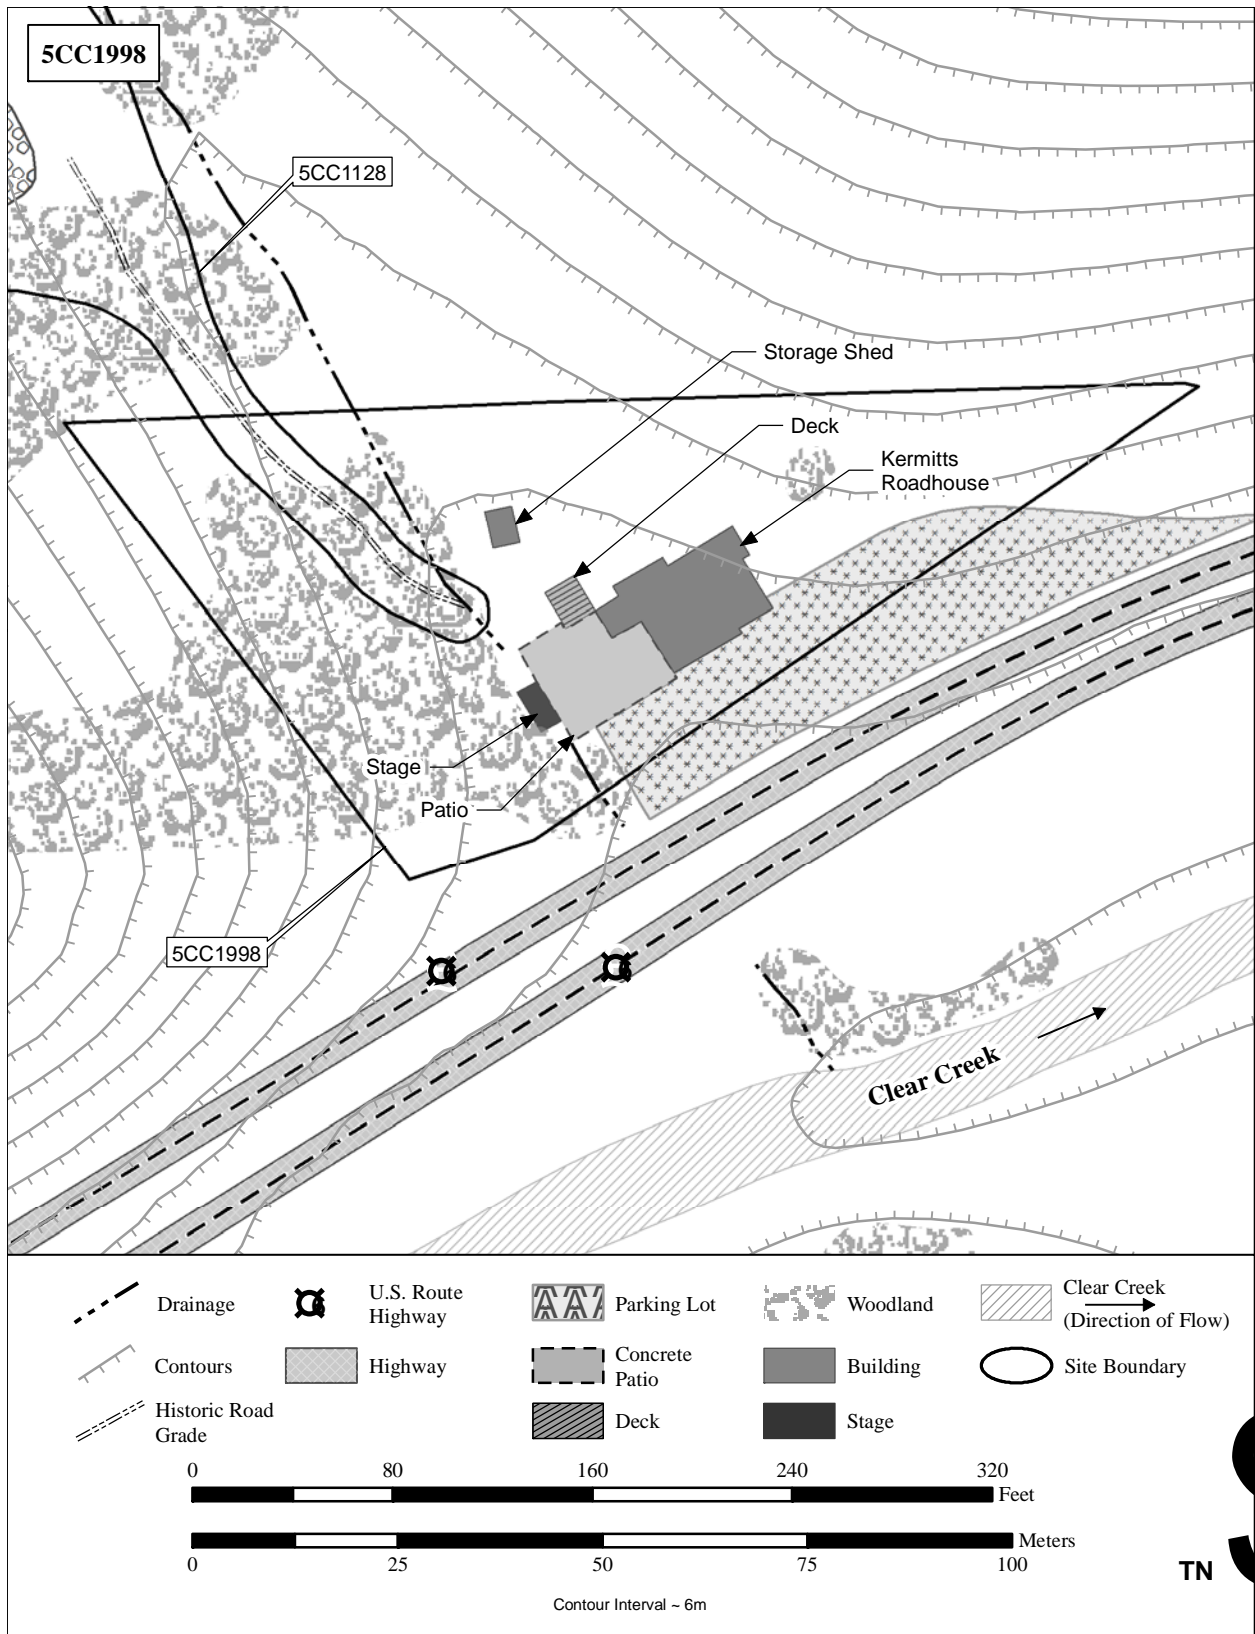 5CC1998
5CC1128
Storage Shed
Deck
Kermitts
Roadhouse
Stage
Patio
5CC1998
Clear Creek
Drainage
U.S. Route
Highway
Parking Lot
Woodland
Clear Creek
(Direction of Flow)
Contours
Highway
Concrete
Patio
Building
Site Boundary
Historic Road
Grade
Deck
Stage
0 80 160 240 320
Feet
Meters
0 25 50 75 100
TN
Contour Interval ~ 6m